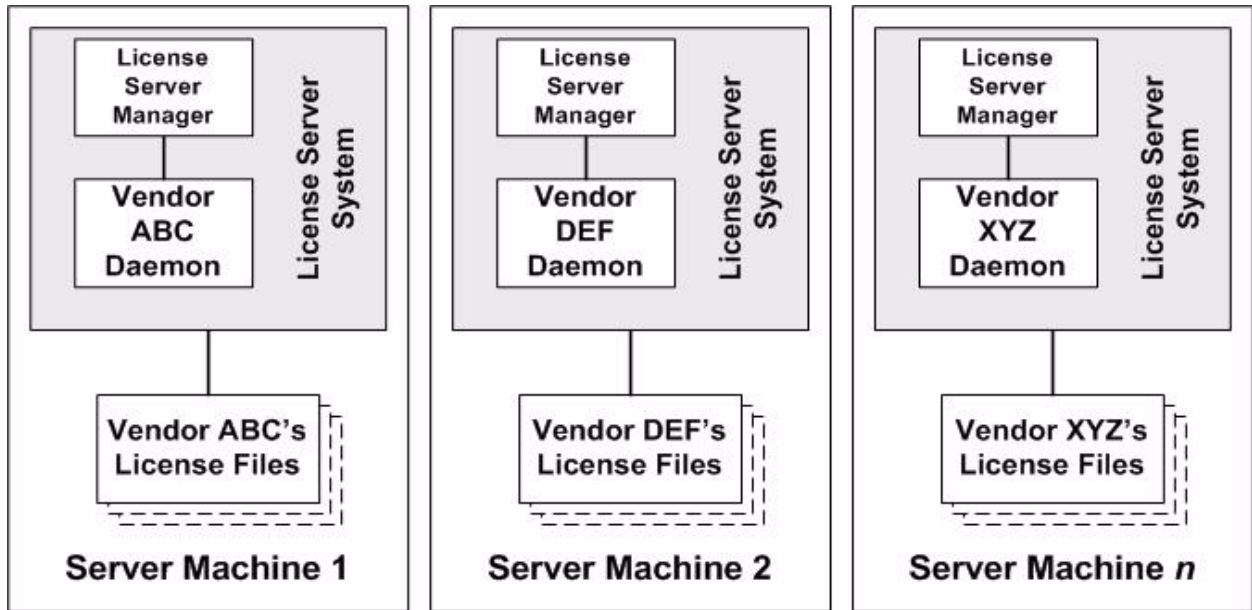 License
Server
Manager
Vendor
ABC
Daemon
License Server
System
Vendor ABC's
License Files
Server Machine 1
License
Server
Manager
Vendor
DEF
Daemon
License Server
System
Vendor DEF's
License Files
Server Machine 2
License
Server
Manager
Vendor
XYZ
Daemon
License Server
System
Vendor XYZ's
License Files
Server Machine n